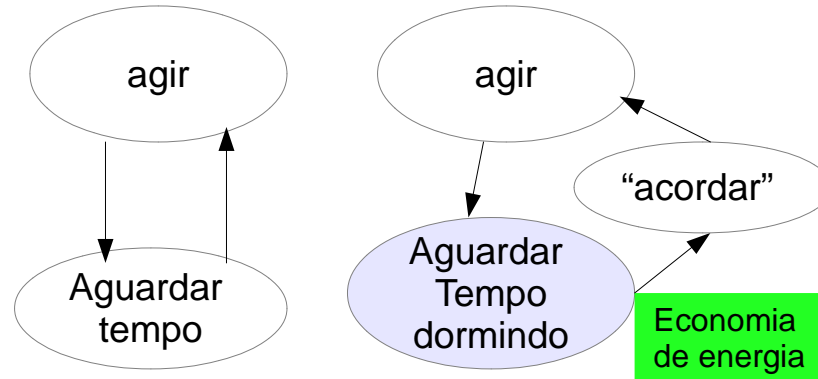 agir
Aguardar
tempo
agir
“acordar”
Aguardar
Tempo
dormindo
Economia
de energia